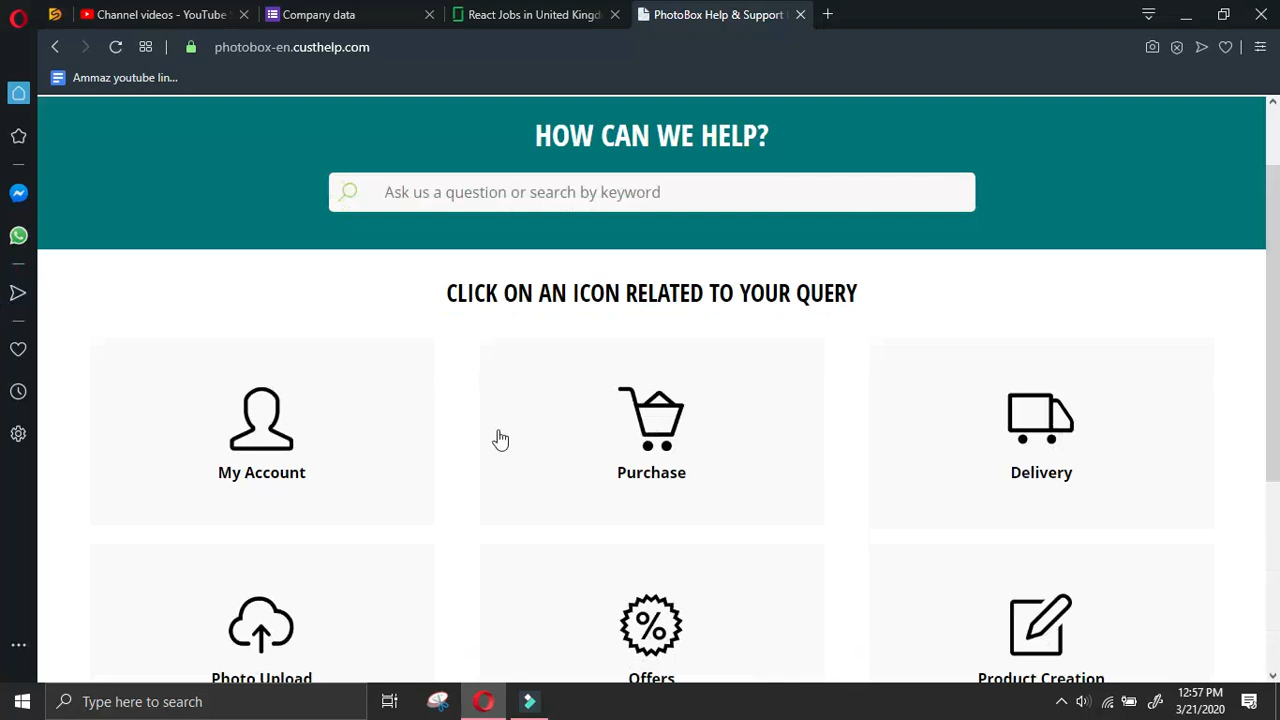 Channel videos - YouTube S
Company data
React Jobs in United Kingd
PhotoBox Help & Support
photobox-en.custhelp.com
Ammaz youtube lin...
HOW CAN WE HELP?
Ask us a question or search by keyword
CLICK ON AN ICON RELATED TO YOUR QUERY
My Account
Purchase
Delivery
Photo Upload
Offers
Product Creation
Type here to search
12:57 PM
3/21/2020